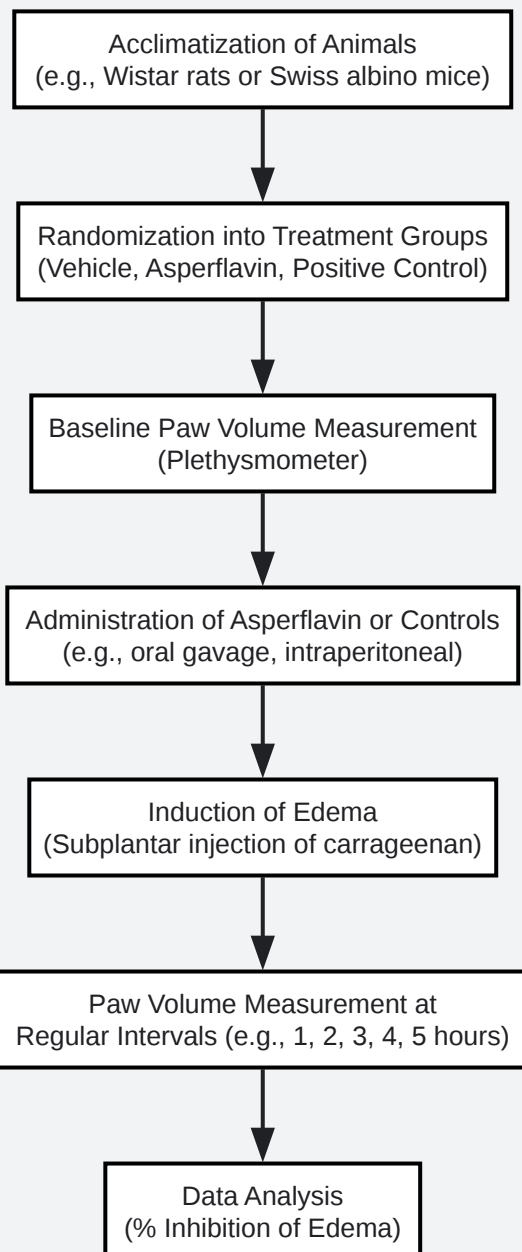 Acclimatization of Animals
(e.g., Wistar rats or Swiss albino mice)
Randomization into Treatment Groups
(Vehicle, Asperflavin, Positive Control)
Baseline Paw Volume Measurement
(Plethysmometer)
Administration of Asperflavin or Controls
(e.g., oral gavage, intraperitoneal)
Induction of Edema
(Subplantar injection of carrageenan)
Paw Volume Measurement at
Regular Intervals (e.g., 1, 2, 3, 4, 5 hours)
Data Analysis
(% Inhibition of Edema)